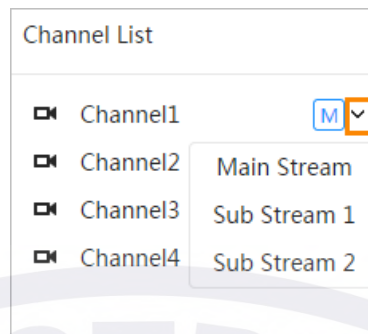 Channel List
Channel1 M
Channel2
Main Stream
Channel3
Sub Stream 1
Channel4
Sub Stream 2